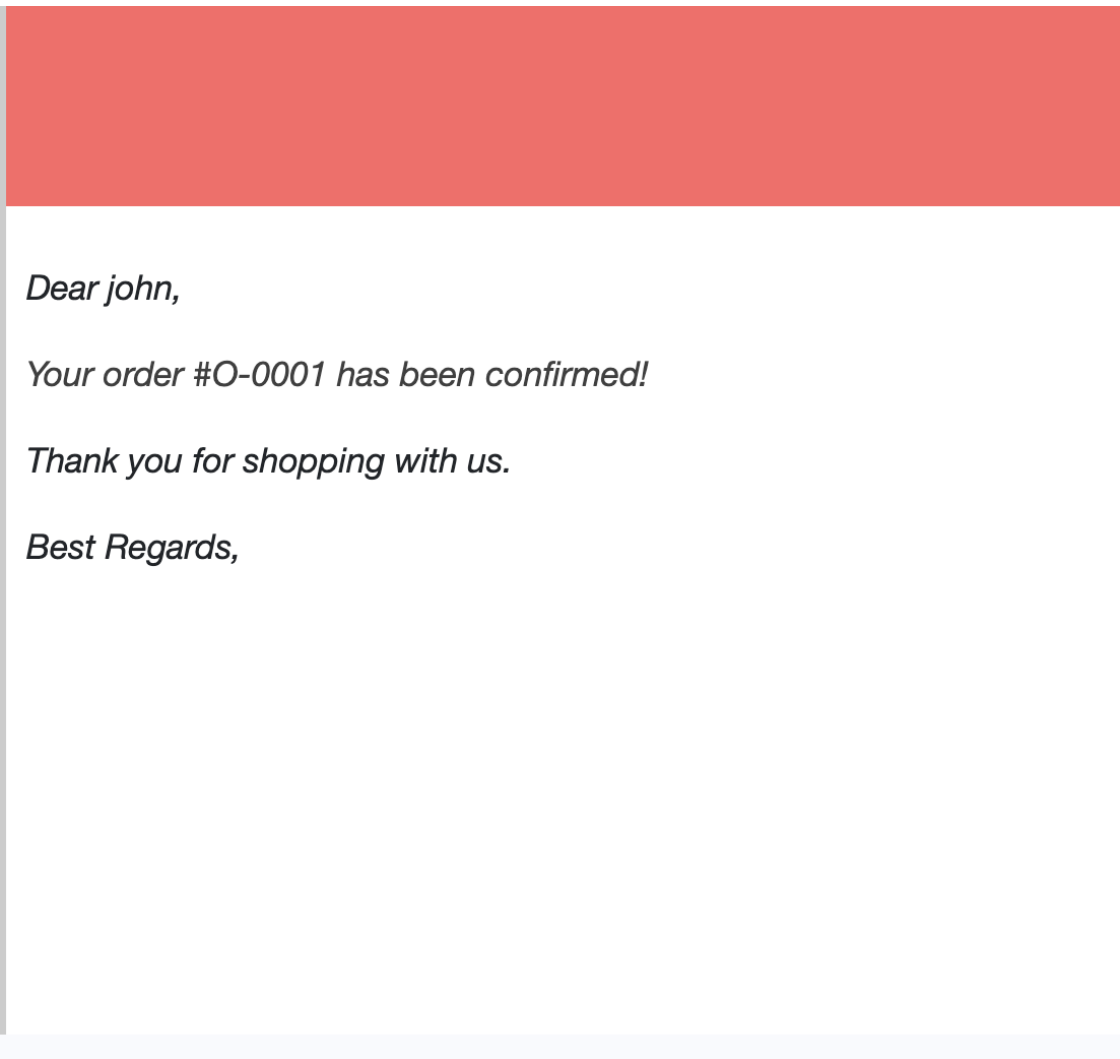 Dear john,
Your order #O-0001 has been confirmed!
Thank you for shopping with us.
Best Regards,